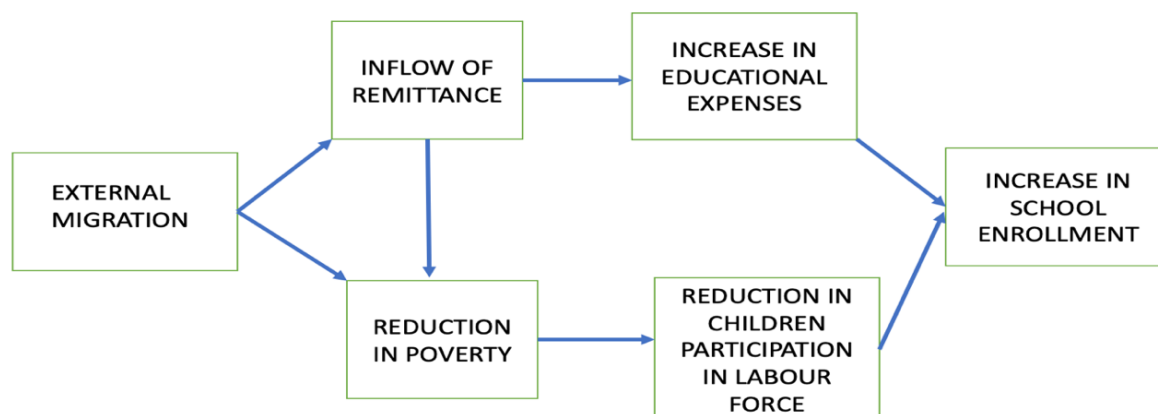 EXTERNAL
MIGRATION
INFLOW OF
REMITTANCE
INCREASE IN
EDUCATIONAL
EXPENSES
REDUCTION
IN POVERTY
REDUCTION IN
CHILDREN
PARTICIPATION
IN LABOUR
FORCE
INCREASE IN
SCHOOL
ENROLLMENT